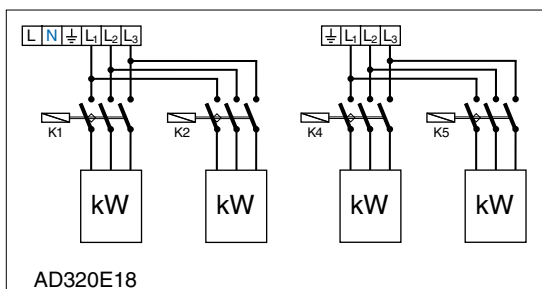 L N ⏚ L1 L2 L3
⏚ L1 L2 L3
K1 K2 K4 K5
kW kW kW kW
AD320E18